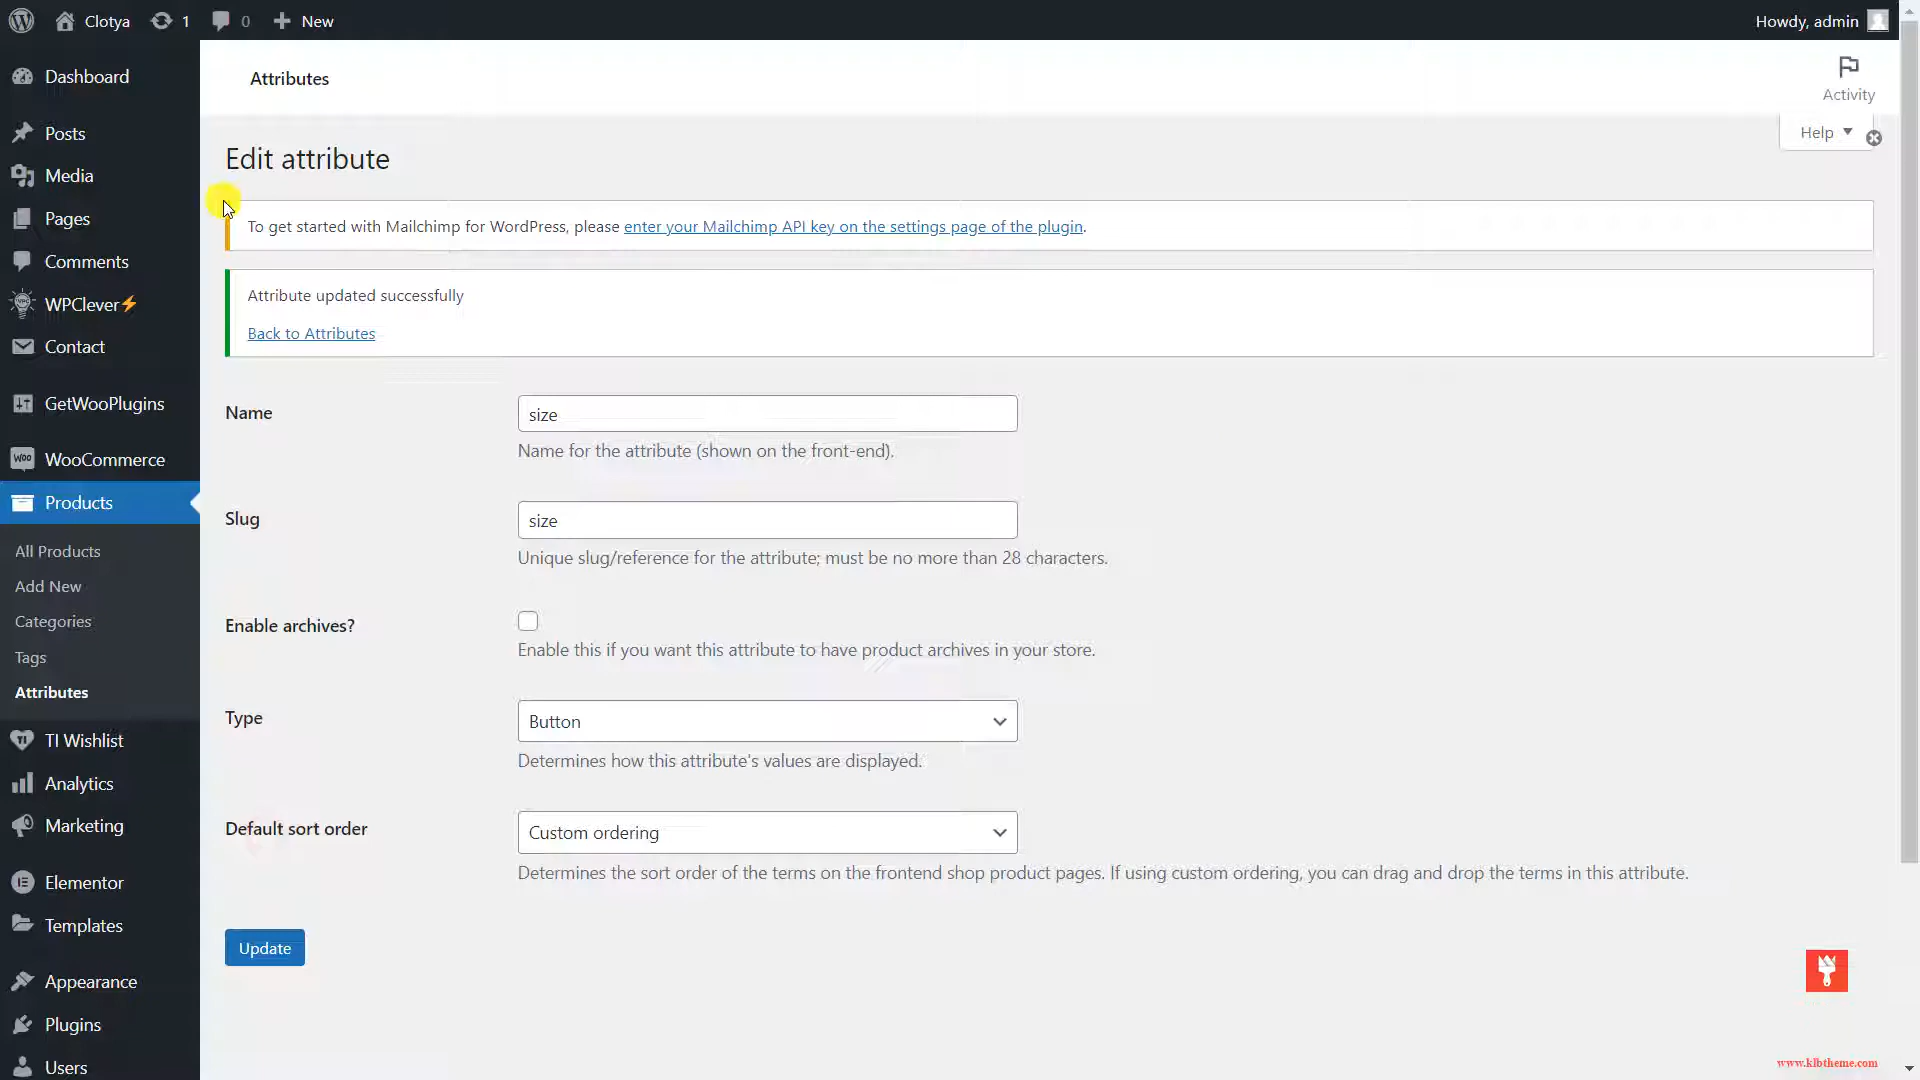 Clotya
1
0
New
Howdy, admin
Dashboard
Posts
Media
Pages
Comments
WPClever⚡
Contact
GetWooPlugins
WooCommerce
Products
All Products
Add New
Categories
Tags
Attributes
TI Wishlist
Analytics
Marketing
Elementor
Templates
Appearance
Plugins
Users
Attributes
Activity
Help
Edit attribute
To get started with Mailchimp for WordPress, please enter your Mailchimp API key on the settings page of the plugin.
Attribute updated successfully
Back to Attributes
Name
size
Name for the attribute (shown on the front-end).
Slug
size
Unique slug/reference for the attribute; must be no more than 28 characters.
Enable archives?
Enable this if you want this attribute to have product archives in your store.
Type
Button
Determines how this attribute's values are displayed.
Default sort order
Custom ordering
Determines the sort order of the terms on the frontend shop product pages. If using custom ordering, you can drag and drop the terms in this attribute.
Update
www.klbtheme.com